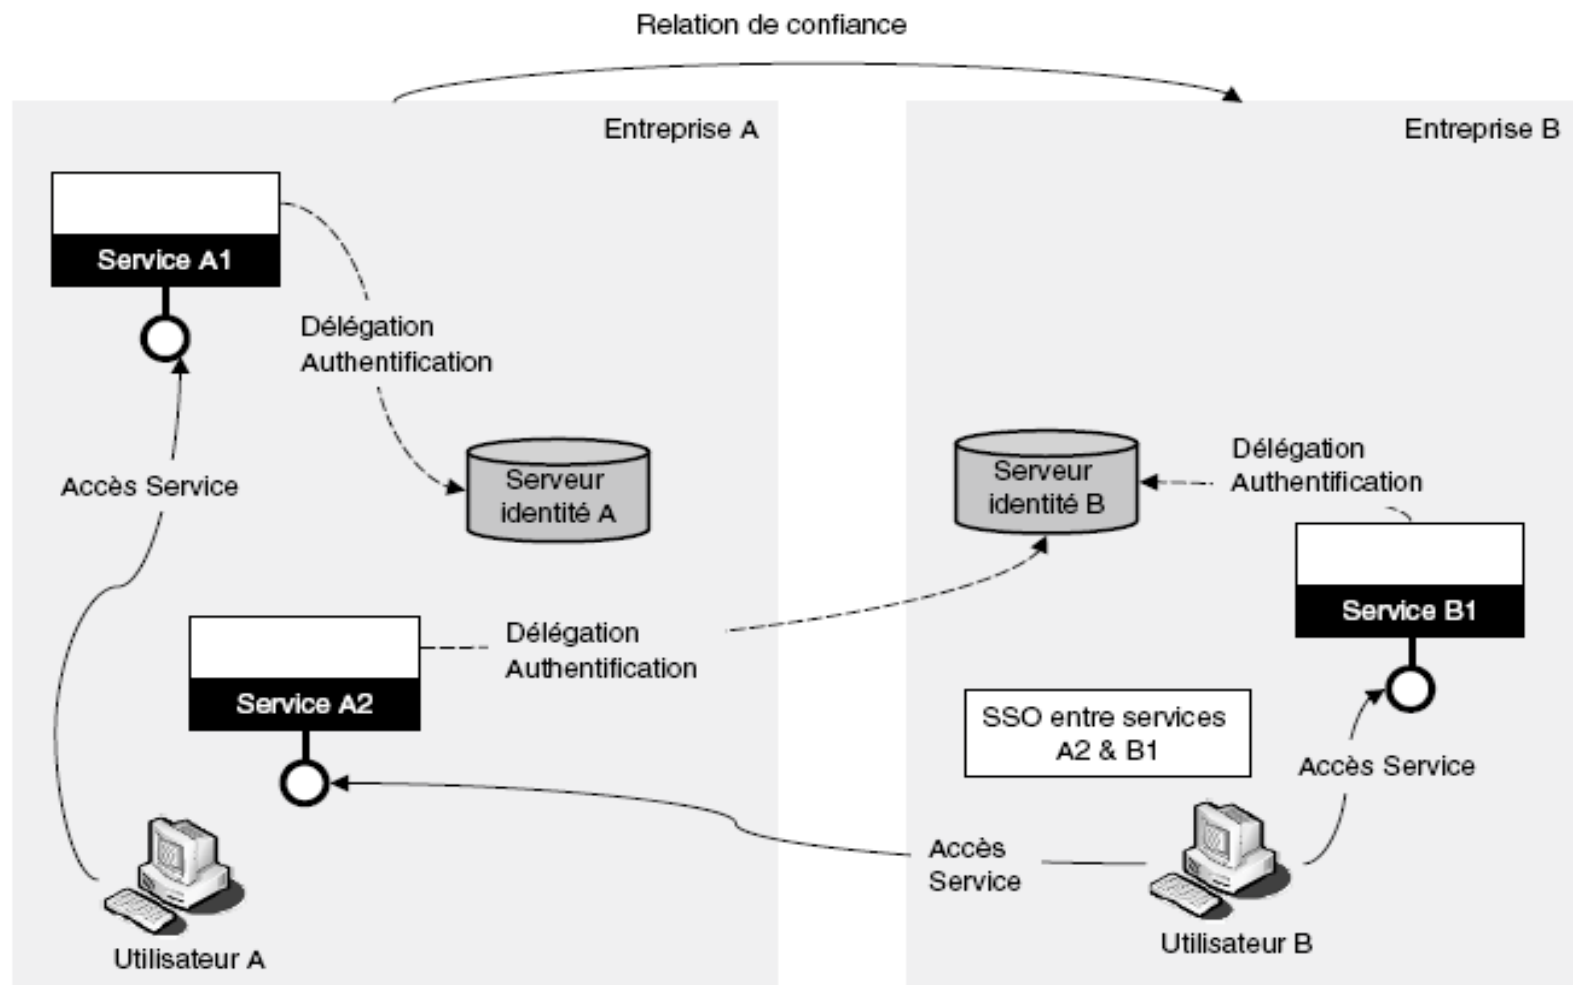 Relation de confiance
Entreprise A
Entreprise B
Service A1
Délégation
Authentification
Accès Service
Serveur
identité A
Serveur
identité B
Délégation
Authentification
Service B1
Service A2
Délégation
Authentification
SSO entre services
A2 & B1
Accès Service
Accès
Service
Utilisateur A
Utilisateur B